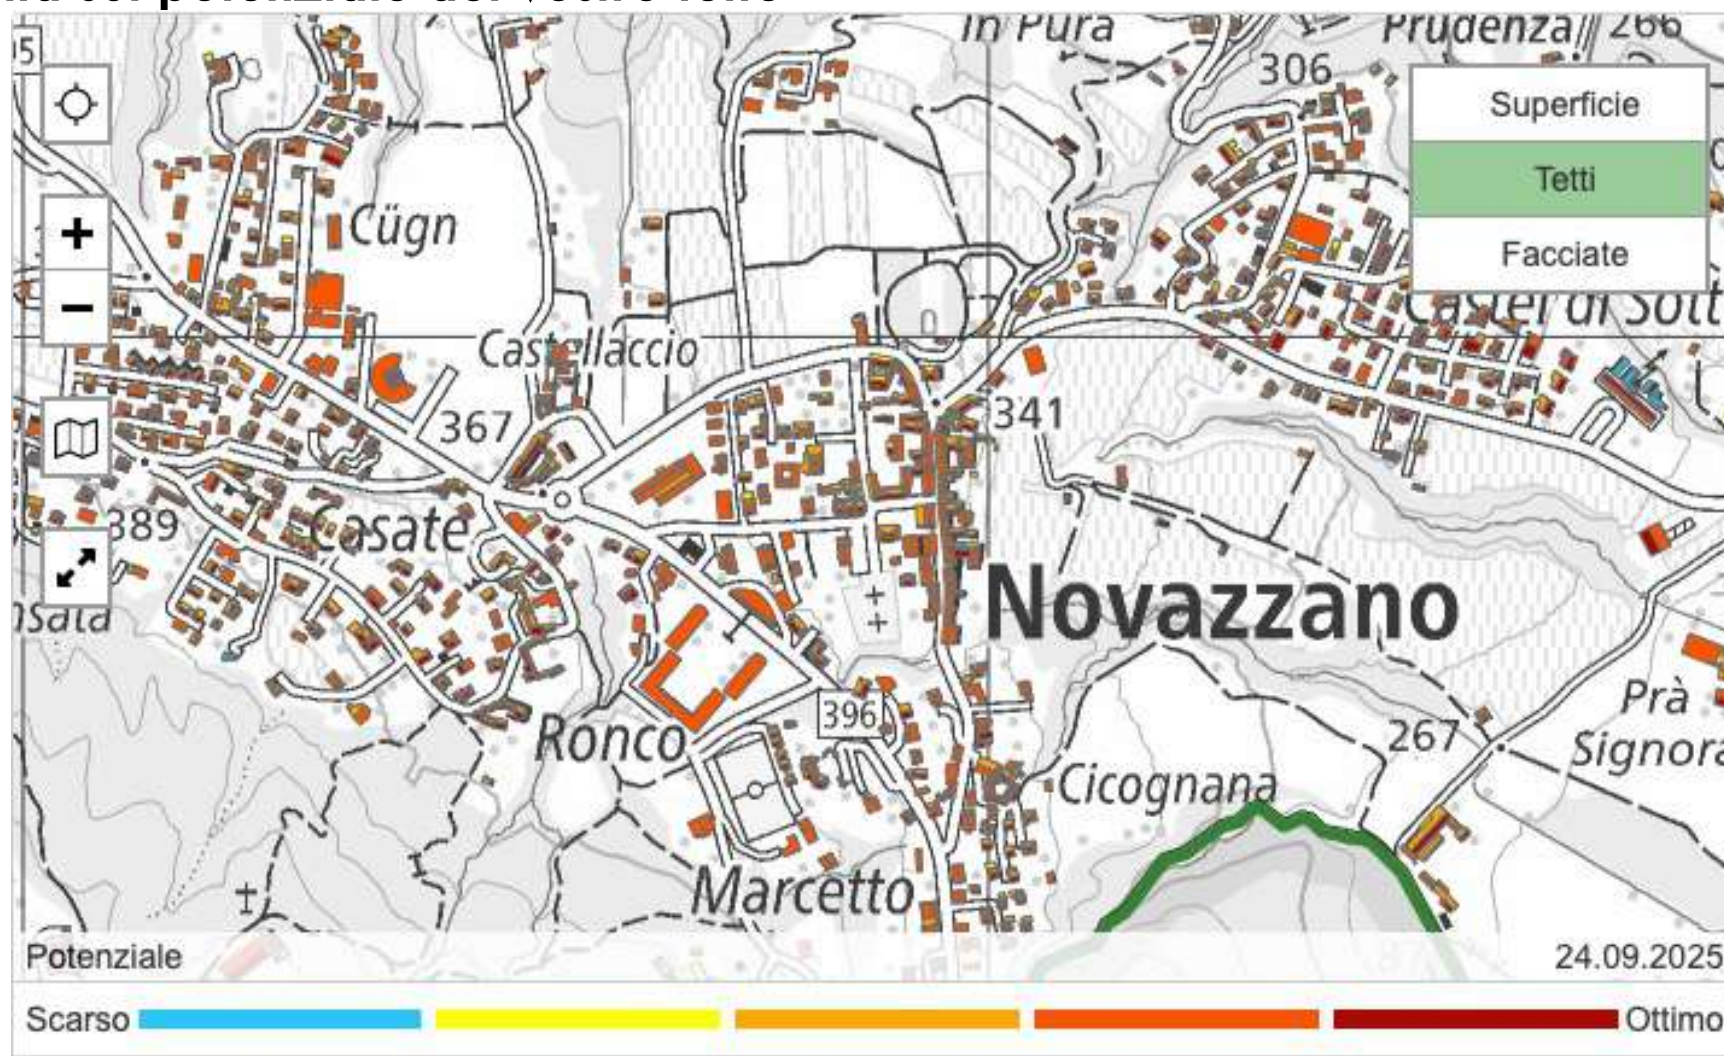 del
In Pura
Prudenza
266
306
Superficie
Tetti
Facciate
+
Cügn
−
Castellaccio
367
341
389
Casate
Novazzano
396
Ronco
Prà
Signora
267
Cicognana
Marcetto
Potenziale
24.09.2025
Scarso
Ottimo